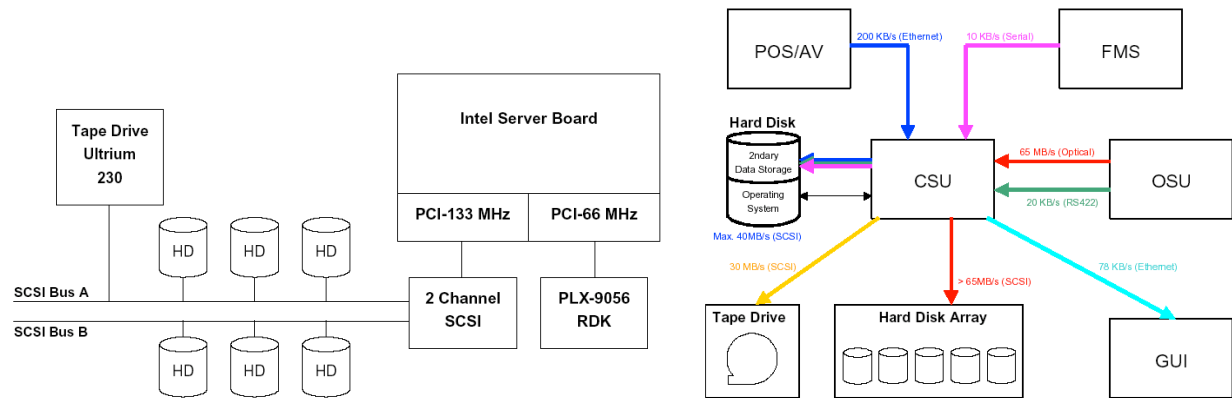 Intel Server Board
Tape Drive
Ultrium
230
PCI-133 MHz
PCI-66 MHz
HD
HD
HD
SCSI Bus A
2 Channel
SCSI
PLX-9056
RDK
SCSI Bus B
HD
HD
HD
POS/AV
200 KB/s (Ethernet)
10 KB/s (Serial)
FMS
Hard Disk
2ndary
Data Storage
Operating
System
Max. 40MB/s (SCSI)
CSU
65 MB/s (Optical)
20 KB/s (RS422)
OSU
30 MB/s (SCSI)
> 65MB/s (SCSI)
78 KB/s (Ethernet)
Tape Drive
Hard Disk Array
GUI